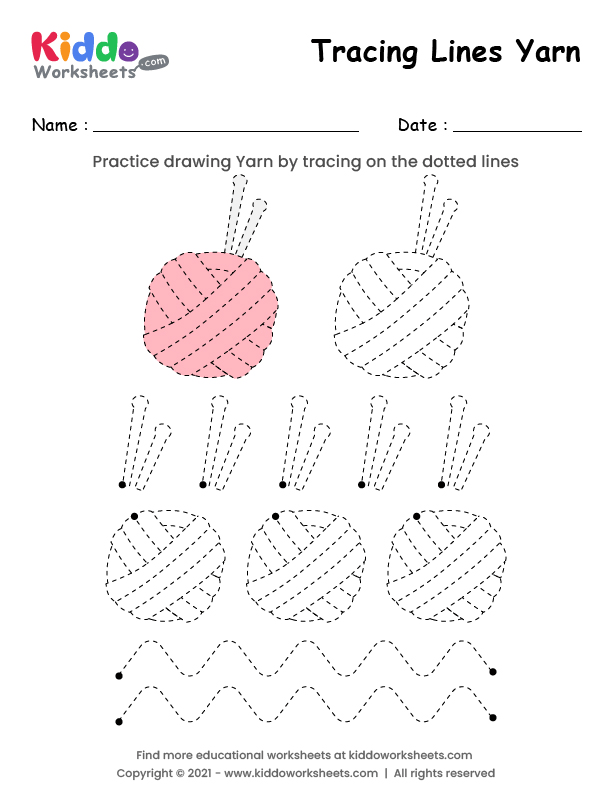 Kiddo
Worksheets.com
Tracing Lines Yarn
Name : Date :
Practice drawing Yarn by tracing on the dotted lines
Find more educational worksheets at kiddoworksheets.com
Copyright © 2021 - www.kiddoworksheets.com | All rights reserved